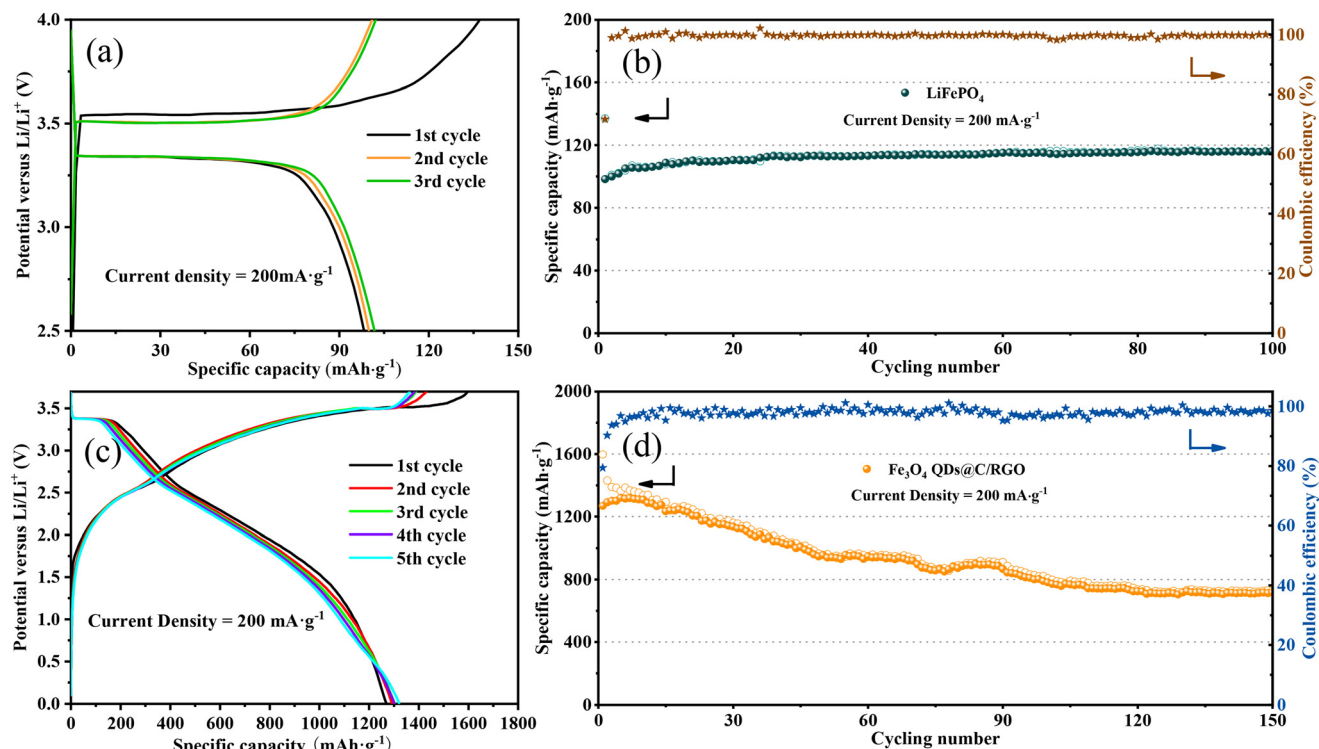 (a)
4.0
3.5
3.0
2.5
Potential versus Li/Li⁺ (V)
1st cycle
2nd cycle
3rd cycle
Current density = 200mA·g⁻¹
0 30 60 90 120 150
Specific capacity (mAh·g⁻¹)
(b)
200
160
120
80
40
0
Specific capacity (mAh·g⁻¹)
LiFePO₄
Current Density = 200 mA·g⁻¹
100
80
60
40
20
0
Coulombic efficiency (%)
0 20 40 60 80 100
Cycling number
(c)
3.5
3.0
2.5
2.0
1.5
1.0
0.5
0.0
Potential versus Li/Li⁺ (V)
1st cycle
2nd cycle
3rd cycle
4th cycle
5th cycle
Current Density = 200 mA·g⁻¹
0 200 400 600 800 1000 1200 1400 1600 1800
Specific capacity (mAh·g⁻¹)
(d)
2000
1600
1200
800
400
0
Specific capacity (mAh·g⁻¹)
Fe₃O₄ QDs@C/RGO
Current Density = 200 mA·g⁻¹
100
80
60
40
20
0
Coulombic efficiency (%)
0 30 60 90 120 150
Cycling number